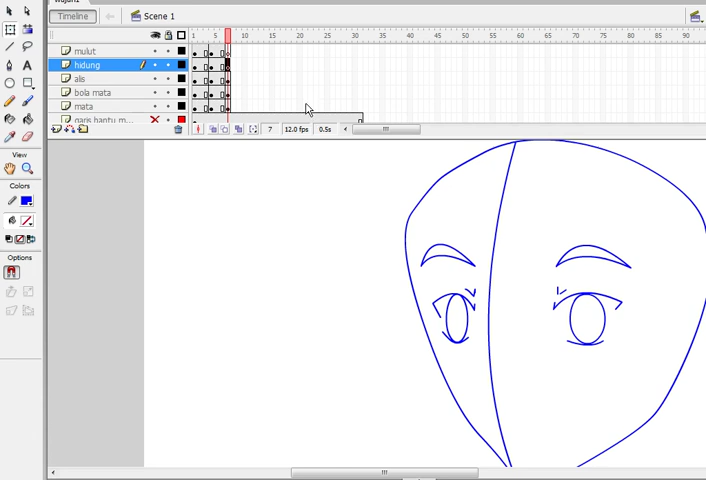 Timeline
Scene 1
1 5 10 15 20 25 30 35 40 45 50 55 60 65 70 75 80 85 90
mulut
hidung
alis
bola mata
mata
garis bantu m...
7 12.0 fps 0.5s
View
Colors
Options